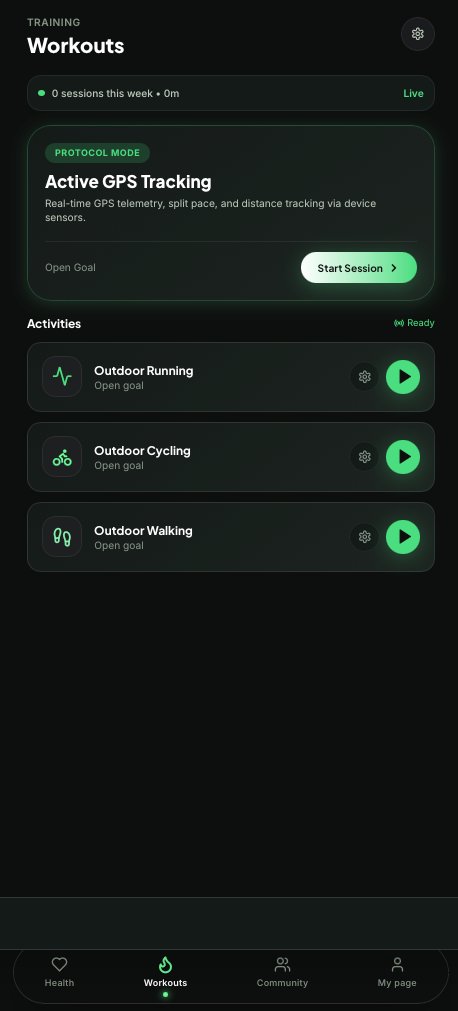 TRAINING
Workouts
0 sessions this week • 0m
Live
PROTOCOL MODE
Active GPS Tracking
Real-time GPS telemetry, split pace, and distance tracking via device
sensors.
Open Goal
Start Session
Activities
Ready
Outdoor Running
Open goal
Outdoor Cycling
Open goal
Outdoor Walking
Open goal
Health
Workouts
Community
My page